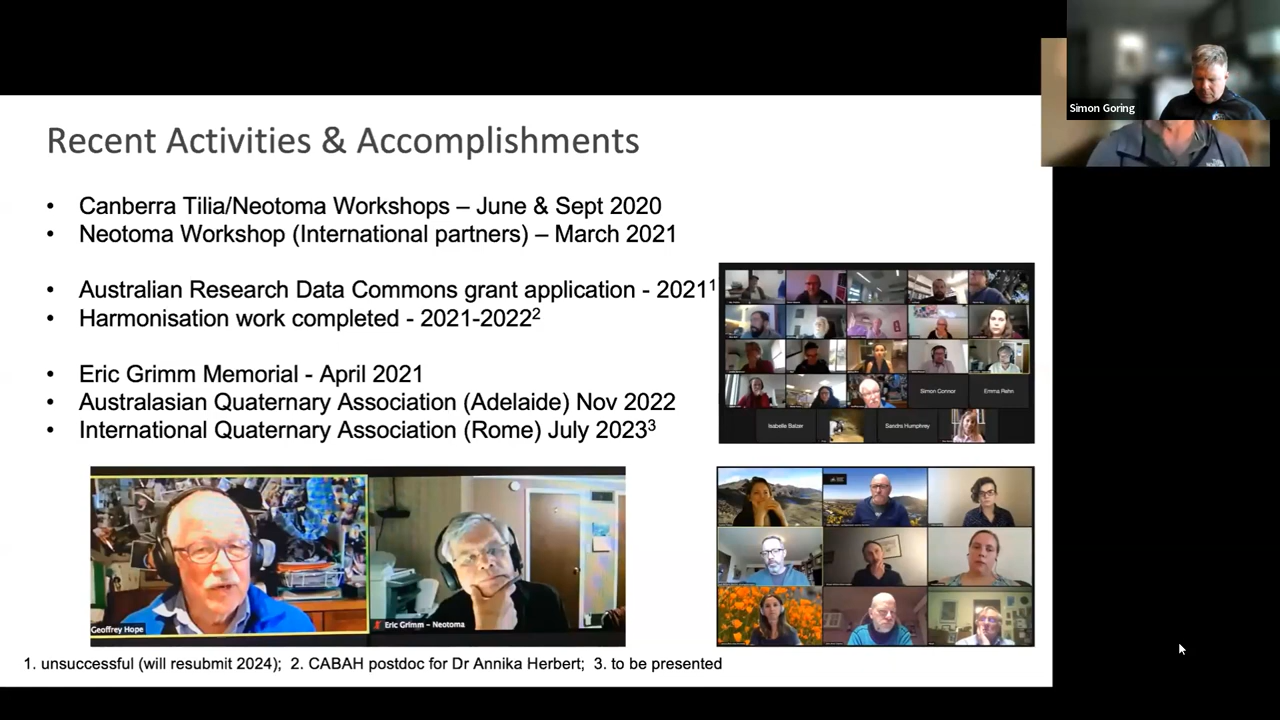 Simon Goring
Recent Activities & Accomplishments
• Canberra Tilia/Neotoma Workshops – June & Sept 2020
• Neotoma Workshop (International partners) – March 2021
• Australian Research Data Commons grant application - 2021¹
• Harmonisation work completed - 2021-2022²
• Eric Grimm Memorial - April 2021
• Australasian Quaternary Association (Adelaide) Nov 2022
• International Quaternary Association (Rome) July 2023³
Simon Connor
Emma Rehn
Isabelle Balzer
Sandra Humphrey
Geoffrey Hope
Eric Grimm – Neotoma
1. unsuccessful (will resubmit 2024); 2. CABAH postdoc for Dr Annika Herbert; 3. to be presented